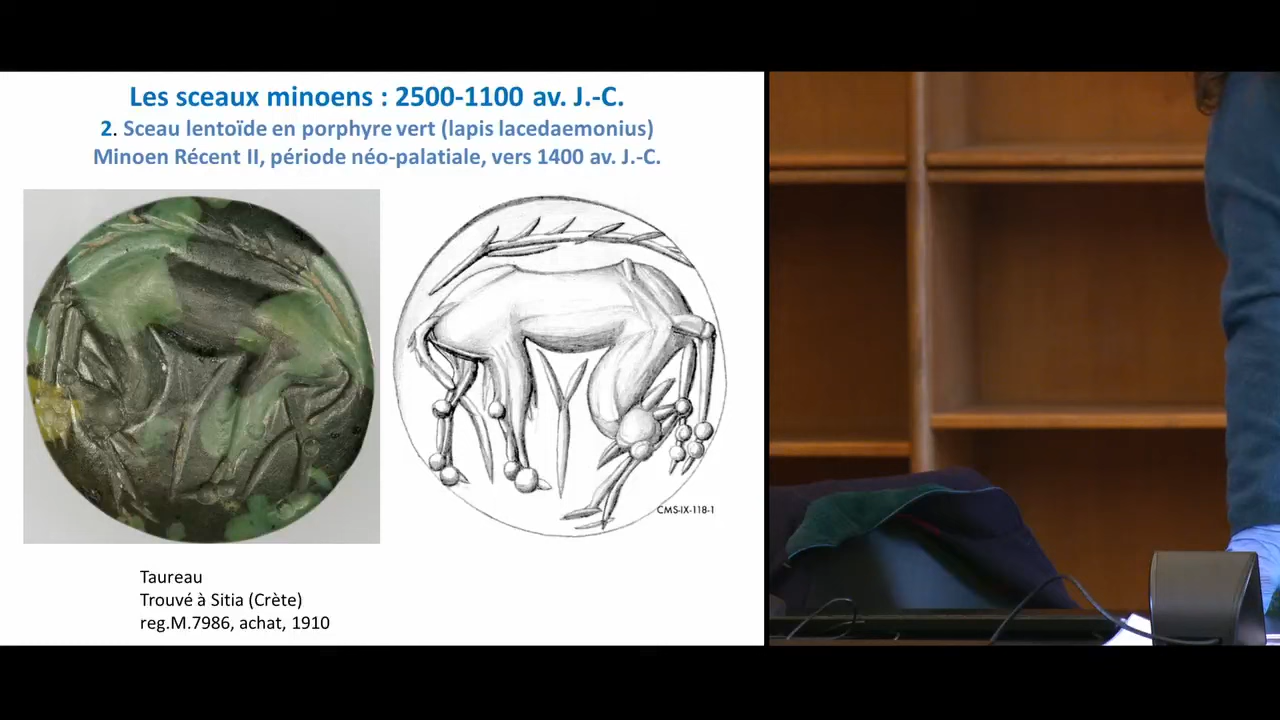 Les sceaux minoens : 2500-1100 av. J.-C.
2. Sceau lentoïde en porphyre vert (lapis lacedaemonius)
Minoen Récent II, période néo-palatiale, vers 1400 av. J.-C.
CMS-IX-118-1
Taureau
Trouvé à Sitia (Crète)
reg.M.7986, achat, 1910